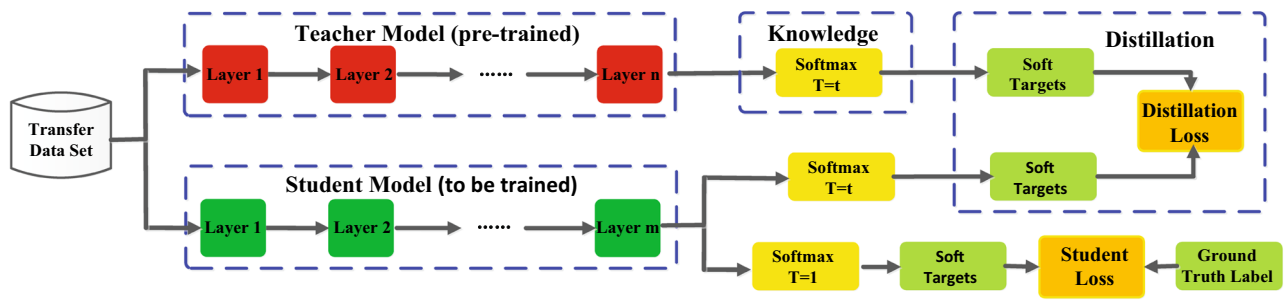 Teacher Model (pre-trained)
Knowledge
Distillation
Layer 1
Layer 2
......
Layer n
Softmax
T=t
Soft
Targets
Transfer
Data Set
Distillation
Loss
Student Model (to be trained)
Softmax
T=t
Soft
Targets
Layer 1
Layer 2
......
Layer m
Softmax
T=1
Soft
Targets
Student
Loss
Ground
Truth Label